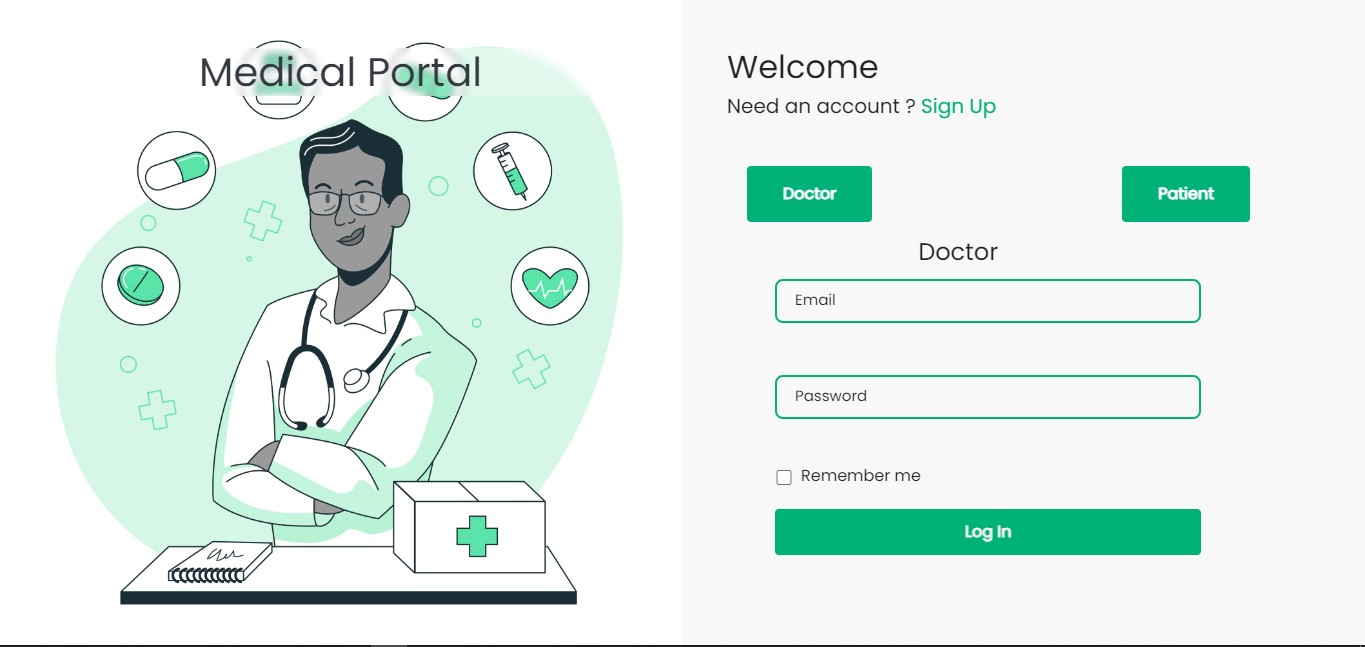 Medical Portal
Welcome
Need an account ? Sign Up
Doctor
Patient
Doctor
Email
Password
Remember me
Log In